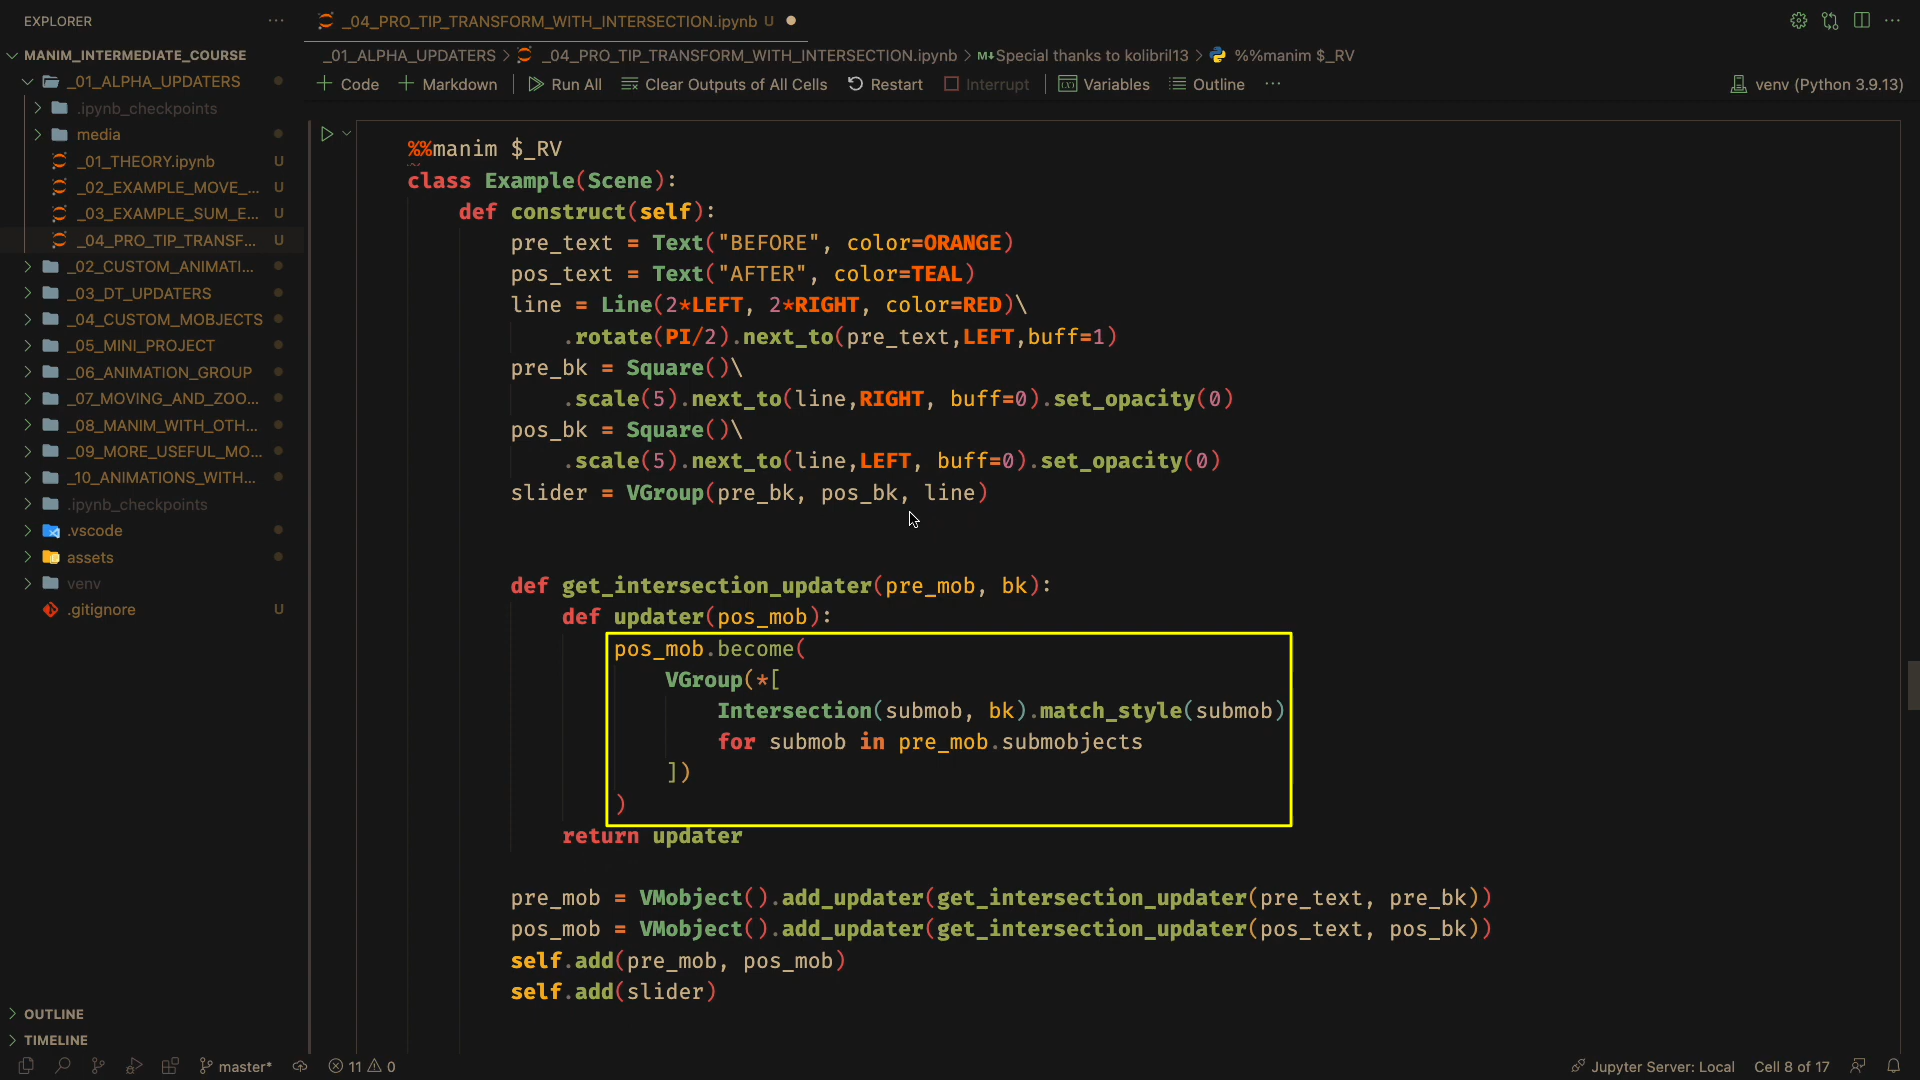 EXPLORER ···
_04_PRO_TIP_TRANSFORM_WITH_INTERSECTION.ipynb U
MANIM_INTERMEDIATE_COURSE
_01_ALPHA_UPDATERS > _04_PRO_TIP_TRANSFORM_WITH_INTERSECTION.ipynb > M↓Special thanks to kolibril13 > %%manim $_RV
+ Code + Markdown Run All Clear Outputs of All Cells Restart Interrupt Variables Outline ··· venv (Python 3.9.13)
_01_ALPHA_UPDATERS
.ipynb_checkpoints
media
_01_THEORY.ipynb U
_02_EXAMPLE_MOVE_... U
_03_EXAMPLE_SUM_E... U
_04_PRO_TIP_TRANSF... U
_02_CUSTOM_ANIMATI...
_03_DT_UPDATERS
_04_CUSTOM_MOBJECTS
_05_MINI_PROJECT
_06_ANIMATION_GROUP
_07_MOVING_AND_ZOO...
_08_MANIM_WITH_OTH...
_09_MORE_USEFUL_MO...
_10_ANIMATIONS_WITH...
.ipynb_checkpoints
.vscode
assets
venv
.gitignore U
%%manim $_RV
class Example(Scene):
def construct(self):
pre_text = Text("BEFORE", color=ORANGE)
pos_text = Text("AFTER", color=TEAL)
line = Line(2*LEFT, 2*RIGHT, color=RED)\
.rotate(PI/2).next_to(pre_text,LEFT,buff=1)
pre_bk = Square()\
.scale(5).next_to(line,RIGHT, buff=0).set_opacity(0)
pos_bk = Square()\
.scale(5).next_to(line,LEFT, buff=0).set_opacity(0)
slider = VGroup(pre_bk, pos_bk, line)
def get_intersection_updater(pre_mob, bk):
def updater(pos_mob):
pos_mob.become(
VGroup(*[
Intersection(submob, bk).match_style(submob)
for submob in pre_mob.submobjects
])
)
return updater
pre_mob = VMobject().add_updater(get_intersection_updater(pre_text, pre_bk))
pos_mob = VMobject().add_updater(get_intersection_updater(pos_text, pos_bk))
self.add(pre_mob, pos_mob)
self.add(slider)
OUTLINE
TIMELINE
master* 11 0 Jupyter Server: Local Cell 8 of 17